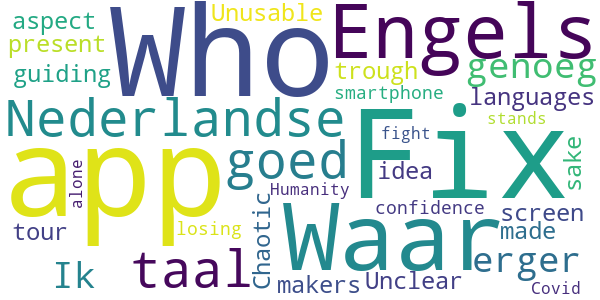 aspect
Who
Unusable
Engels
present
guiding
trough
genoeg
smartphone
languages
Nederlandse
app
goed
Fix
stands
fight
alone
idea
sake
Humanity
Waar
confidence
screen
tour
losing
Chaotic
made
Ik
taal
makers
Unclear
erger
Covid